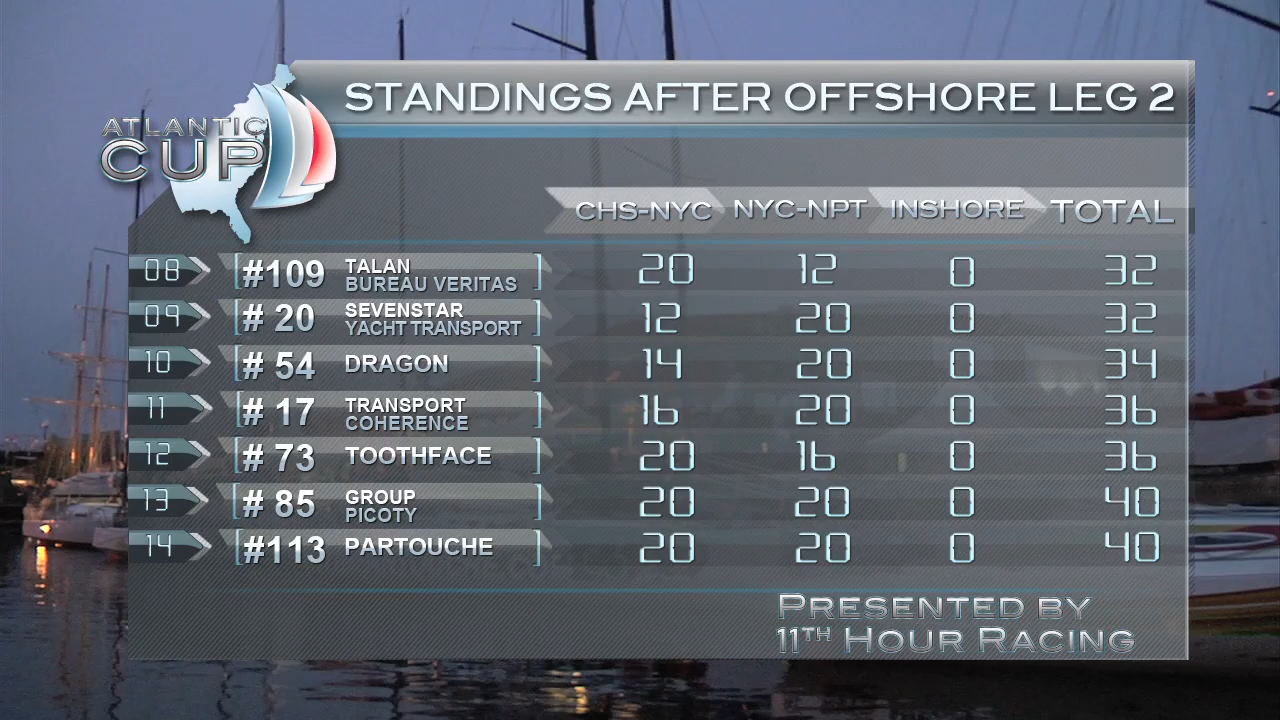 STANDINGS AFTER OFFSHORE LEG 2
ATLANTIC
CUP
CHS-NYC NYC-NPT INSHORE TOTAL
08 [#109 TALAN BUREAU VERITAS] 20 12 0 32
09 [# 20 SEVENSTAR YACHT TRANSPORT] 12 20 0 32
10 [# 54 DRAGON] 14 20 0 34
11 [# 17 TRANSPORT COHERENCE] 16 20 0 36
12 [# 73 TOOTHFACE] 20 16 0 36
13 [# 85 GROUP PICOTY] 20 20 0 40
14 [#113 PARTOUCHE] 20 20 0 40
PRESENTED BY
11TH HOUR RACING